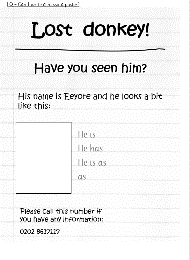 Lost donkey!
Have you seen him?
His name is Eeyore and he looks a bit
like this:
He is
He has
He is as
as
Please call this number if
you have any information:
0202